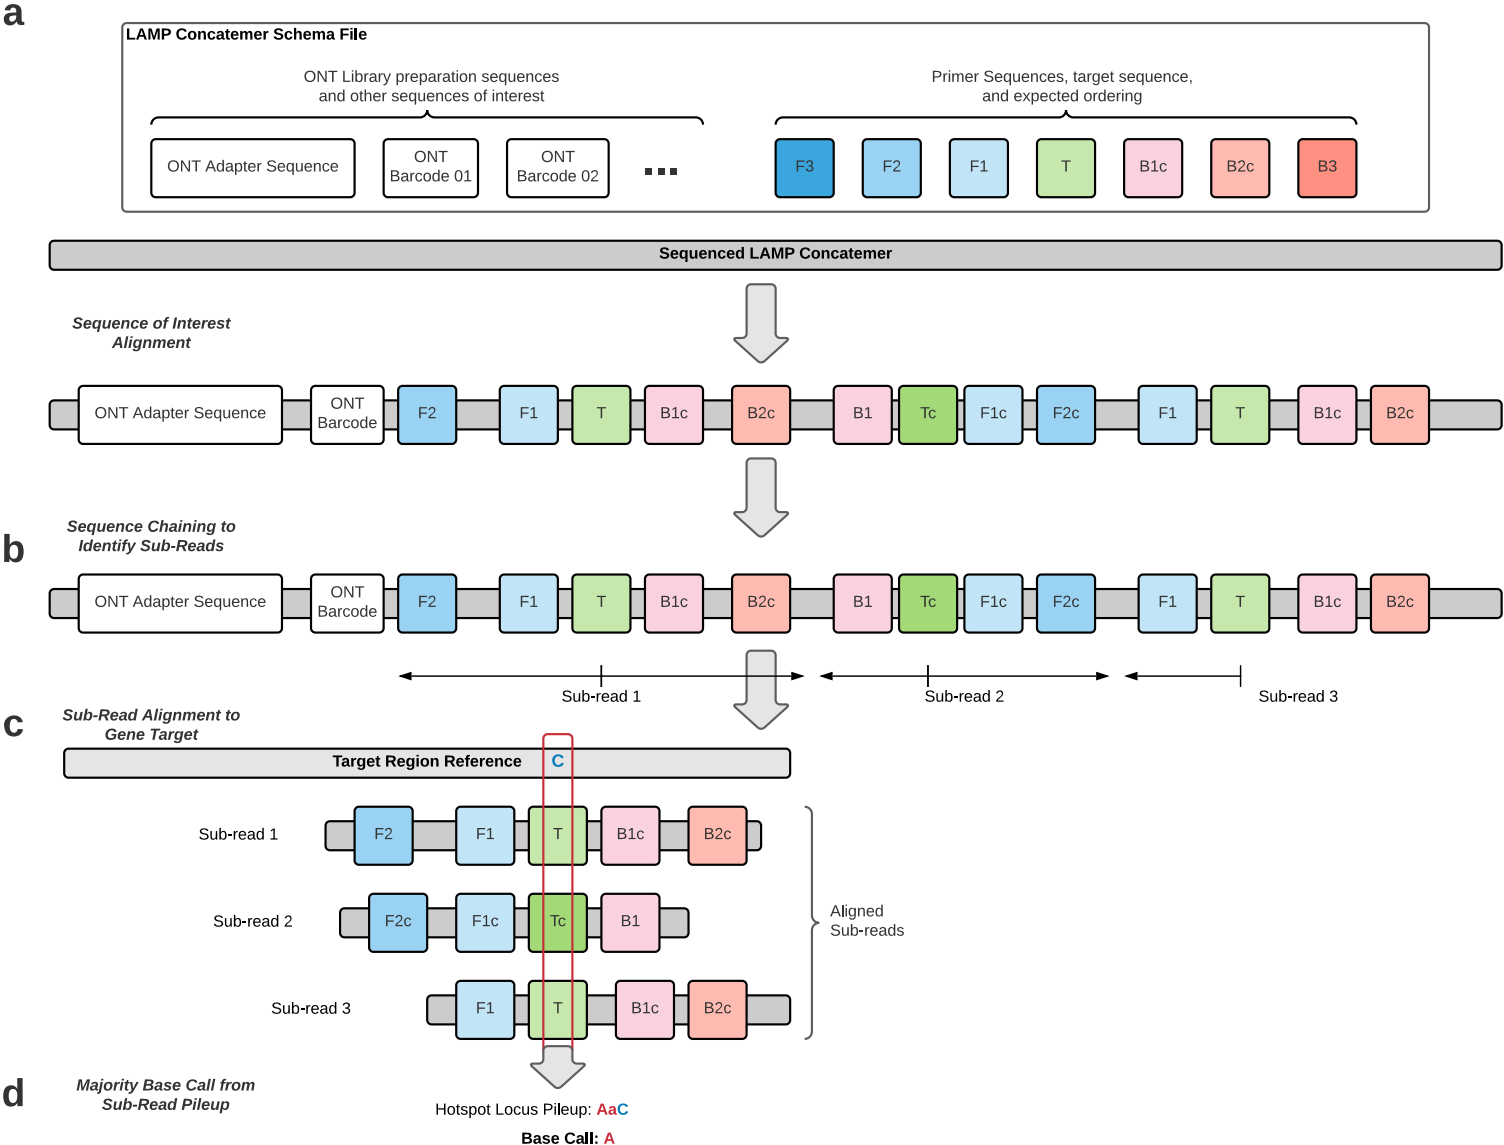 a
LAMP Concatemer Schema File
ONT Library preparation sequences
and other sequences of interest
Primer Sequences, target sequence,
and expected ordering
ONT Adapter Sequence
ONT
Barcode 01
ONT
Barcode 02
...
F3 F2 F1 T B1c B2c B3
Sequenced LAMP Concatemer
Sequence of Interest
Alignment
ONT Adapter Sequence
ONT
Barcode
F2 F1 T B1c B2c B1 Tc F1c F2c F1 T B1c B2c
b
Sequence Chaining to
Identify Sub-Reads
ONT Adapter Sequence
ONT
Barcode
F2 F1 T B1c B2c B1 Tc F1c F2c F1 T B1c B2c
Sub-read 1 Sub-read 2 Sub-read 3
c
Sub-Read Alignment to
Gene Target
Target Region Reference C
Sub-read 1 F2 F1 T B1c B2c
Sub-read 2 F2c F1c Tc B1
Aligned
Sub-reads
Sub-read 3 F1 T B1c B2c
d
Majority Base Call from
Sub-Read Pileup
Hotspot Locus Pileup: AaC
Base Call: A